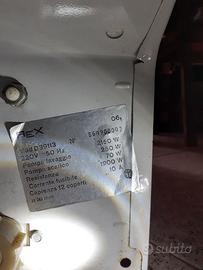 REX
220V 50 Hz 2150 W
Pompa lavaggio 250 W
Pompa scarico 70 W
Resistenza 1900 W
Corrente fusibile 10 A
Capienza 12 coperti
subito